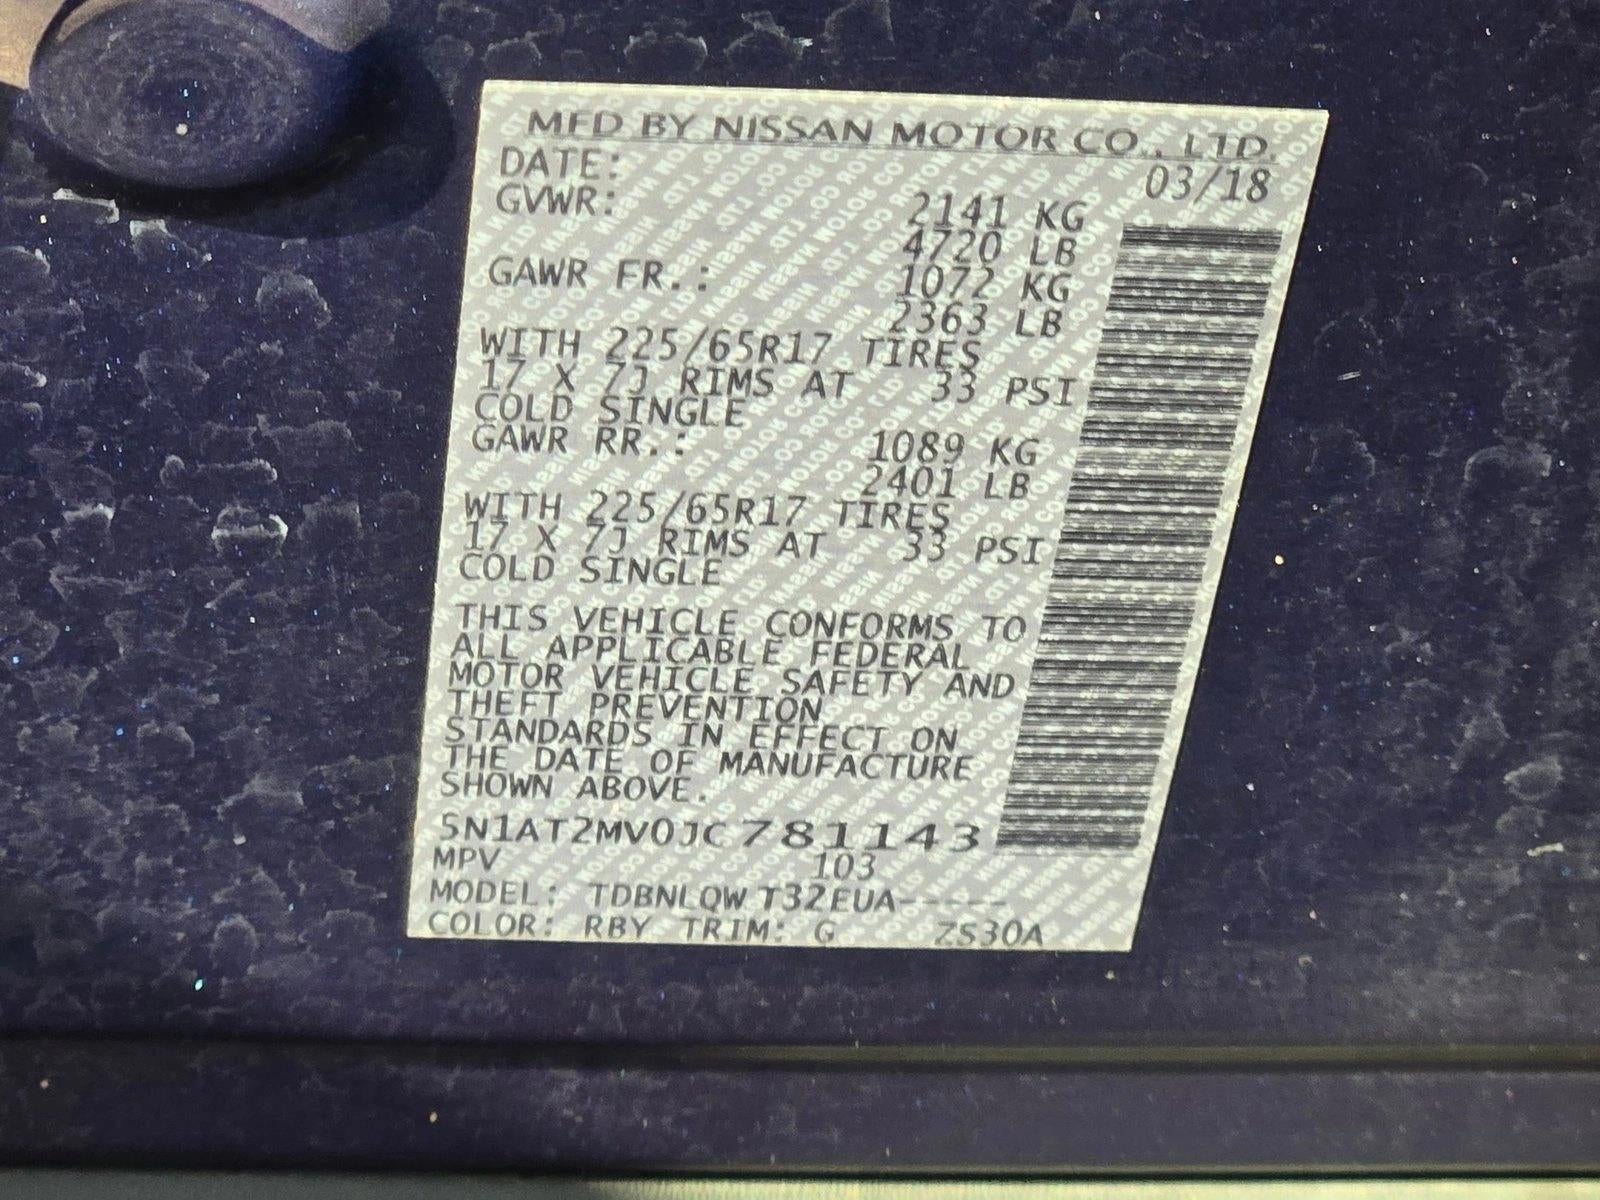 MFD BY NISSAN MOTOR CO., LTD.
DATE: 03/18
GVWR: 2141 KG
4720 LB
GAWR FR.: 1072 KG
2363 LB
WITH 225/65R17 TIRES
17 X 7J RIMS AT 33 PSI
COLD SINGLE
GAWR RR.: 1089 KG
2401 LB
WITH 225/65R17 TIRES
17 X 7J RIMS AT 33 PSI
COLD SINGLE
THIS VEHICLE CONFORMS TO
ALL APPLICABLE FEDERAL
MOTOR VEHICLE SAFETY AND
THEFT PREVENTION
STANDARDS IN EFFECT ON
THE DATE OF MANUFACTURE
SHOWN ABOVE.
5N1AT2MV0JC781143
MPV 103
MODEL: TDBNLQW T32EUA-----
COLOR: RBY TRIM: G ZS30A